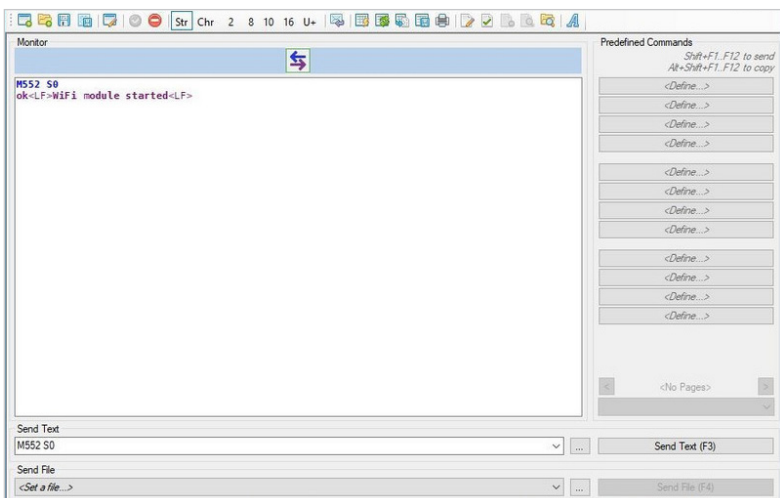 Str Chr 2 8 10 16 U+ A
Monitor
M552 S0
ok<LF>WiFi module started<LF>
Predefined Commands
Shift+F1..F12 to send
Alt+Shift+F1..F12 to copy
<Define...>
<Define...>
<Define...>
<Define...>
<Define...>
<Define...>
<Define...>
<Define...>
<Define...>
<Define...>
<Define...>
<Define...>
< <No Pages> >
Send Text
M552 S0
... Send Text (F3)
Send File
<Set a file...>
... Send File (F4)